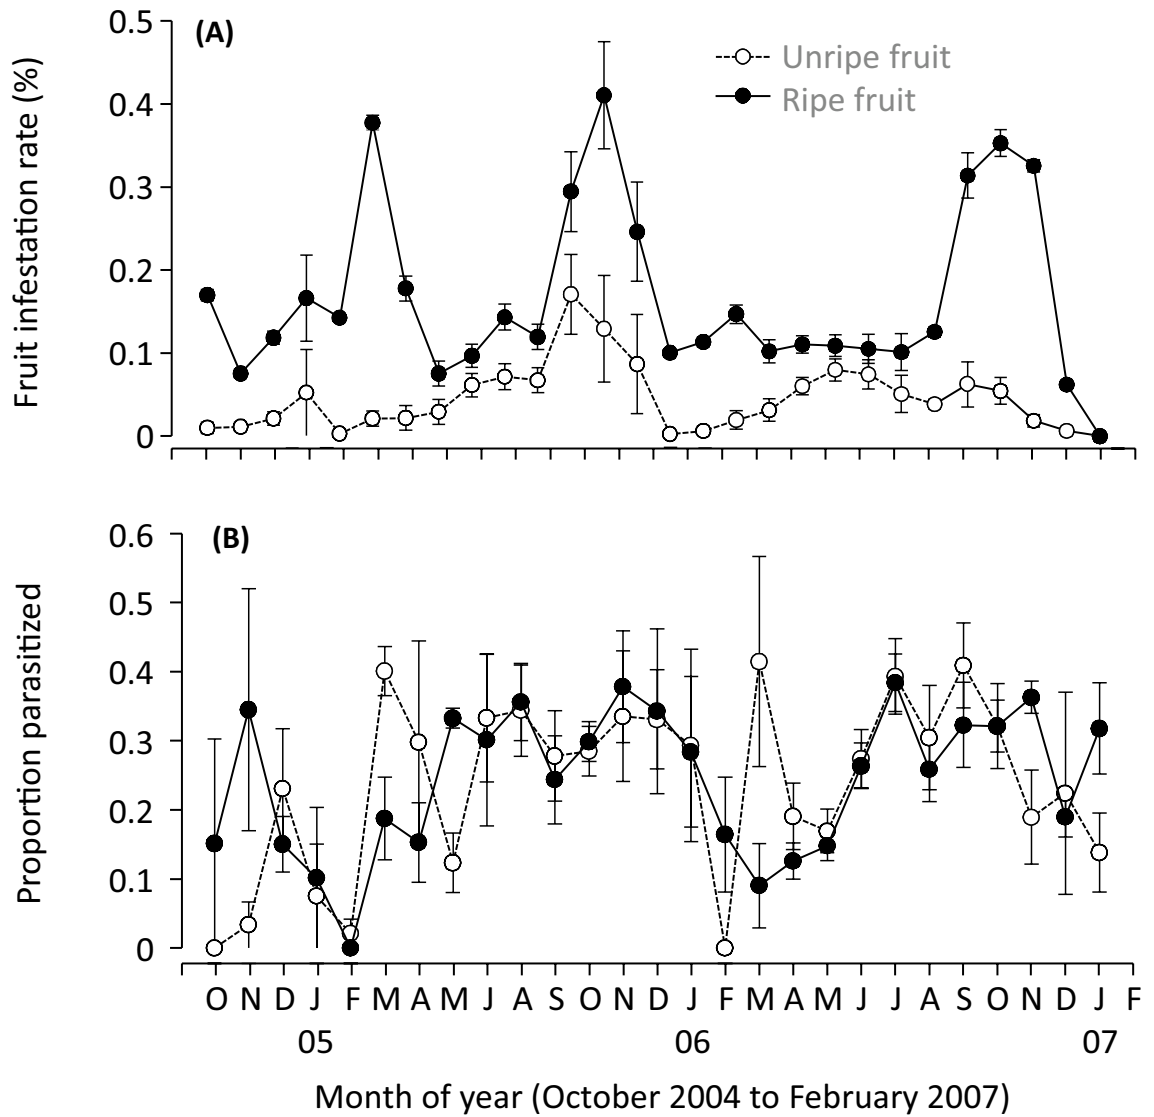 (A)
Unripe fruit
Ripe fruit
Fruit infestation rate (%)
0.5
0.4
0.3
0.2
0.1
0
(B)
Proportion parasitized
0.6
0.5
0.4
0.3
0.2
0.1
0
O N D J F M A M J A S O N D J F M A M J J A S O N D J F
05 06 07
Month of year (October 2004 to February 2007)